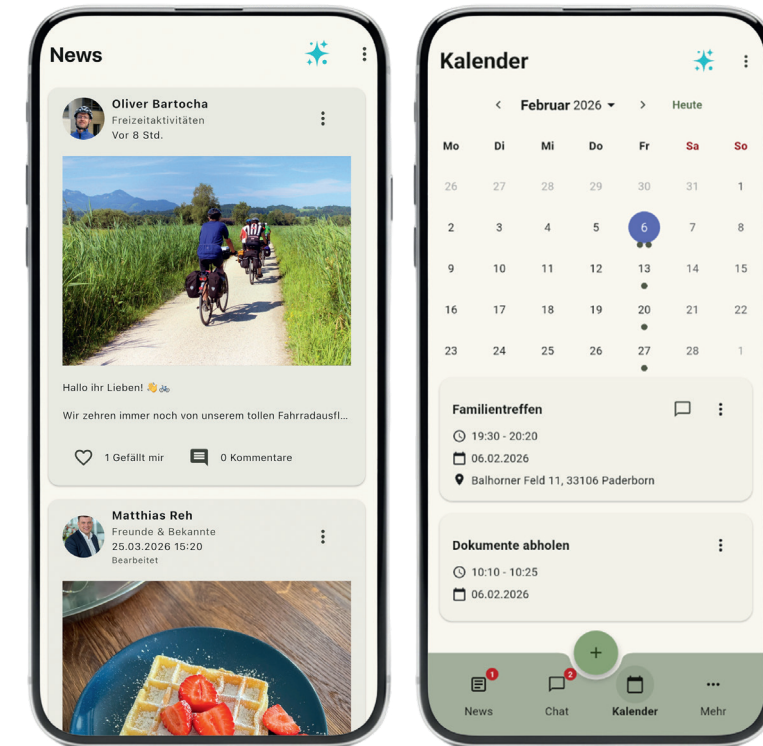 News
Oliver Bartocha
Freizeitaktivitäten
Vor 8 Std.
Hallo ihr Lieben! 👋🚲
Wir zehren immer noch von unserem tollen Fahrradausfl...
1 Gefällt mir
0 Kommentare
Matthias Reh
Freunde & Bekannte
25.03.2026 15:20
Bearbeitet
Kalender
Februar 2026
Heute
Mo Di Mi Do Fr Sa So
26 27 28 29 30 31 1
2 3 4 5 6 7 8
9 10 11 12 13 14 15
16 17 18 19 20 21 22
23 24 25 26 27 28 1
Familientreffen
19:30 - 20:20
06.02.2026
Balhorner Feld 11, 33106 Paderborn
Dokumente abholen
10:10 - 10:25
06.02.2026
+
1 2
News Chat Kalender Mehr